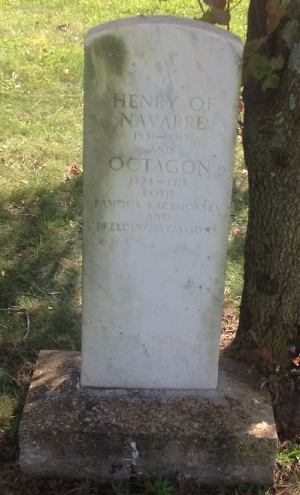 HENRY OF
NAVARRE
1891-1917
AND
OCTAGON
BOTH
FAMOUS RACEHORSES
AND
BREEDING STALLIONS